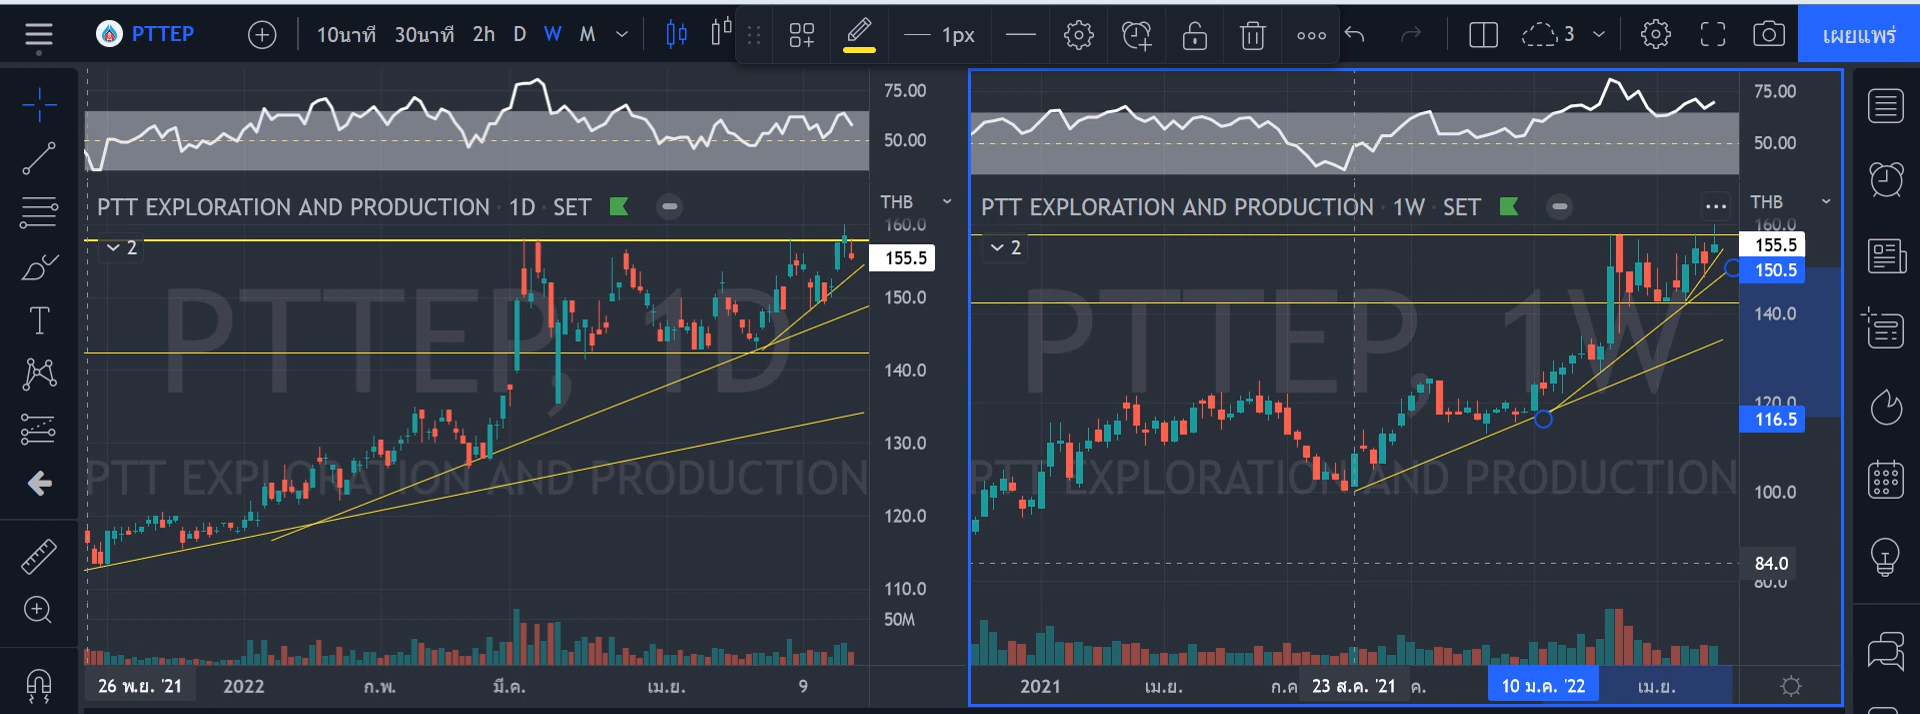 PTTEP 10นาที 30นาที 2h D W M 1px 3 เผยแพร่
75.00
50.00
PTT EXPLORATION AND PRODUCTION · 1D · SET
THB
160.0
2
155.5
150.0
140.0
130.0
120.0
110.0
50M
PTTEP, 1D
PTT EXPLORATION AND PRODUCTION
26 พ.ย. '21 2022 ก.พ. มี.ค. เม.ย. 9
75.00
50.00
PTT EXPLORATION AND PRODUCTION · 1W · SET
THB
160.0
2
155.5
150.5
140.0
120.0
116.5
100.0
84.0
80.0
PTTEP, 1W
PTT EXPLORATION AND PRODUCTION
2021 เม.ย. ก.ค 23 ส.ค. '21 ค. 10 ม.ค. '22 เม.ย.
T